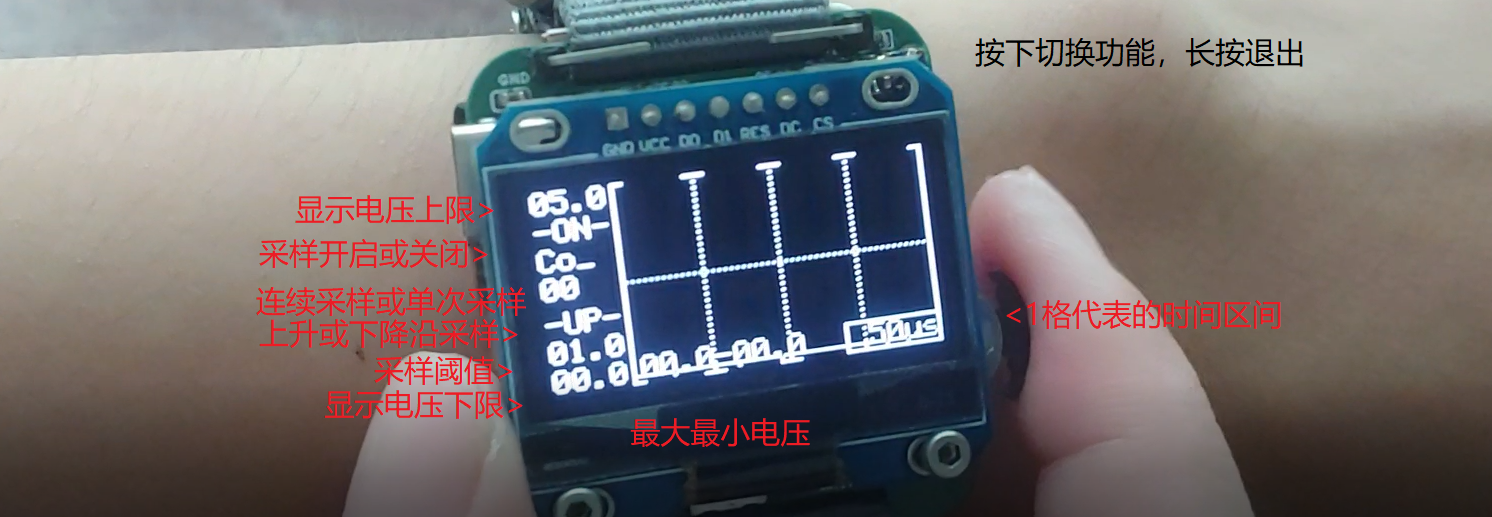 按下切换功能，长按退出
GND
GND VCC D0 D1 RES DC CS
显示电压上限>
05.0
采样开启或关闭>
-ON-
连续采样或单次采样
Co_
00
上升或下降沿采样>
-UP-
<1格代表的时间区间
采样阈值>
01.0
显示电压下限>
00.0
00.0-00.0
:50μs
最大最小电压